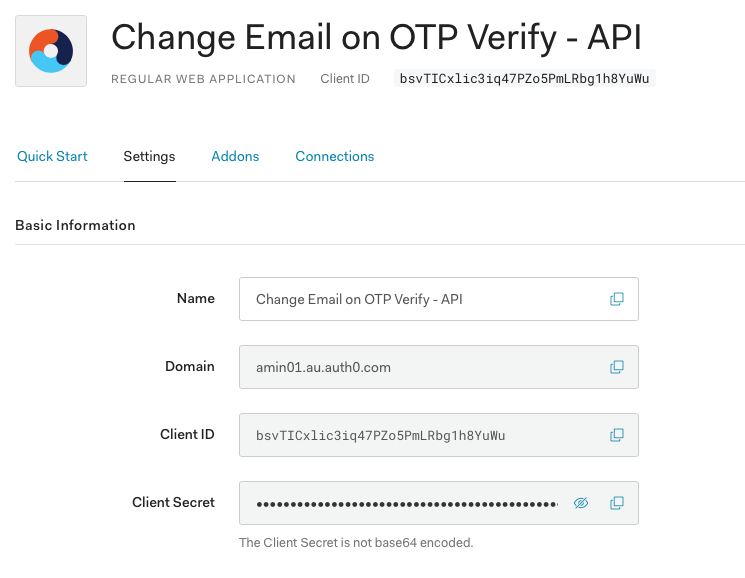 Change Email on OTP Verify - API
REGULAR WEB APPLICATION Client ID bsvTICxlic3iq47PZo5PmLRbg1h8YuWu
Quick Start Settings Addons Connections
Basic Information
Name Change Email on OTP Verify - API
Domain amin01.au.auth0.com
Client ID bsvTICxlic3iq47PZo5PmLRbg1h8YuWu
Client Secret ••••••••••••••••••••••••••••••••••••••••••••
The Client Secret is not base64 encoded.